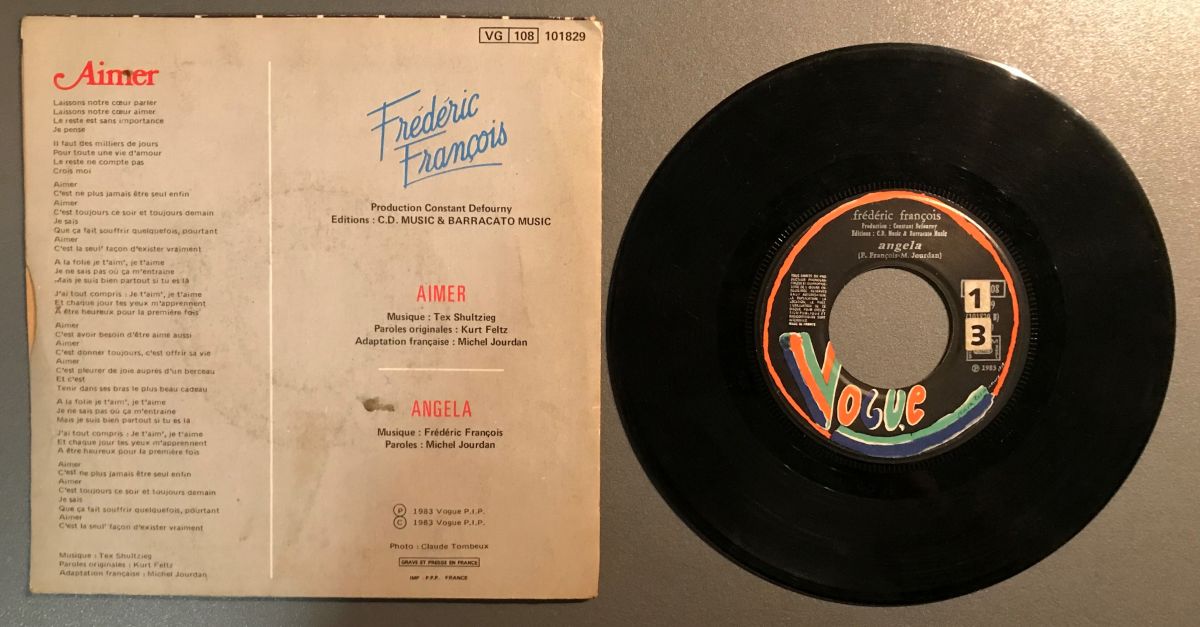 VG 108 101829
Aimer
Laissons notre cœur parler
Laissons notre cœur aimer
Le reste est sans importance
Je pense
Il faut des milliers de jours
Pour toute une vie d'amour
Le reste ne compte pas
Crois moi
Aimer
C'est ne plus jamais être seul enfin
Aimer
C'est toujours ce soir et toujours demain
Je sais
Que ça fait souffrir quelquefois, pourtant
Aimer
C'est la seul' façon d'exister vraiment
A la folie je t'aim', je t'aime
Je ne sais pas où ça m'entraine
Mais je suis bien partout si tu es là
J'ai tout compris : Je t'aim', je t'aime
Et chaque jour tes yeux m'apprennent
A être heureux pour la première fois
Aimer
C'est avoir besoin d'être aimé aussi
Aimer
C'est donner toujours, c'est offrir sa vie
Aimer
C'est pleurer de joie auprès d'un berceau
Et c'est
Tenir dans ses bras le plus beau cadeau
A la folie je t'aim', je t'aime
Je ne sais pas où ça m'entraine
Mais je suis bien partout si tu es là
J'ai tout compris : Je t'aim', je t'aime
Et chaque jour tes yeux m'apprennent
A être heureux pour la première fois
Aimer
C'est ne plus jamais être seul enfin
Aimer
C'est toujours ce soir et toujours demain
Je sais
Que ça fait souffrir quelquefois, pourtant
Aimer
C'est la seul' façon d'exister vraiment
Musique : Tex Shultzieg
Paroles originales : Kurt Feltz
Adaptation française : Michel Jourdan
Frédéric
François
Production Constant Defourny
Editions : C.D. MUSIC & BARRACATO MUSIC
AIMER
Musique : Tex Shultzieg
Paroles originales : Kurt Feltz
Adaptation française : Michel Jourdan
ANGELA
Musique : Frédéric François
Paroles : Michel Jourdan
Ⓟ 1983 Vogue P.I.P.
© 1983 Vogue P.I.P.
Photo : Claude Tombeux
GRAVE ET PRESSE EN FRANCE
IMP. P.P.P. FRANCE
frédéric françois
Production : Constant Defourny
Editions : C.D. Music & Barracato Music
angela
(F. François-M. Jourdan)
MADE IN FRANCE
1
3
Ⓟ 1983
VOGUE